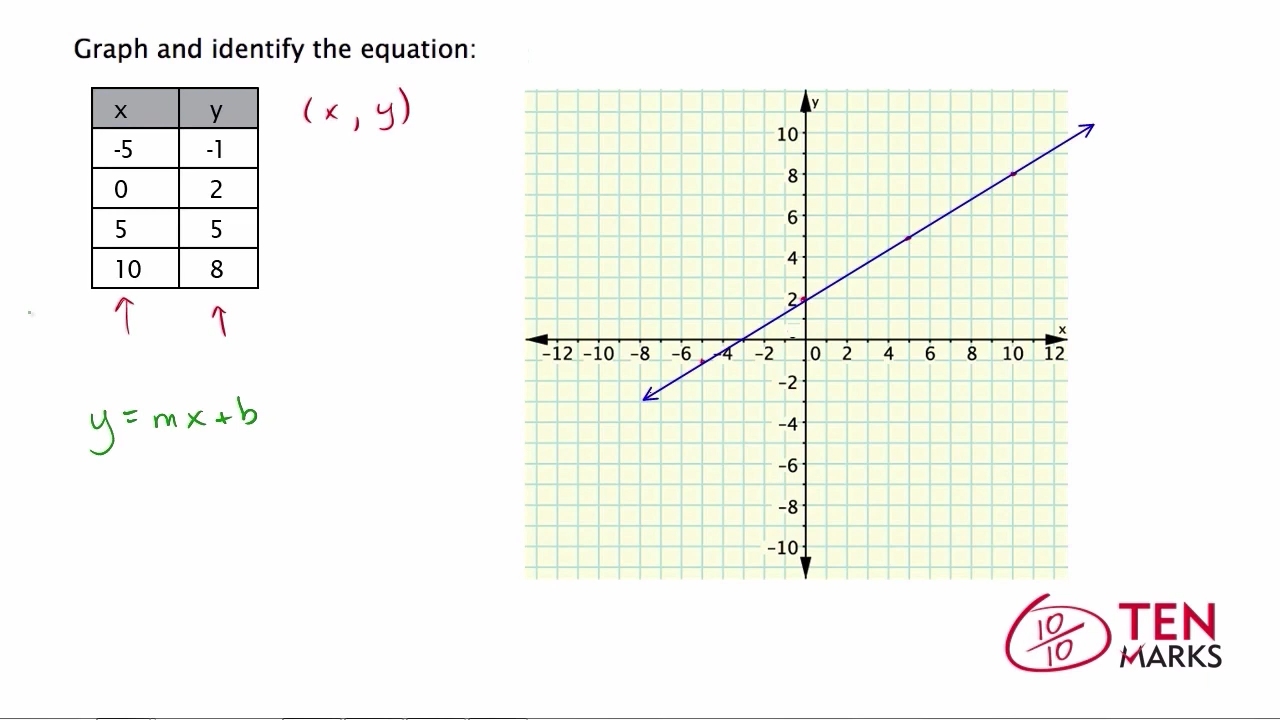 Graph and identify the equation:
x y
(x, y)
-5 -1
0 2
5 5
10 8
y = mx + b
y
10
8
6
4
2
x
-12 -10 -8 -6 -4 -2 0 2 4 6 8 10 12
-2
-4
-6
-8
-10
10/10
TEN
MARKS